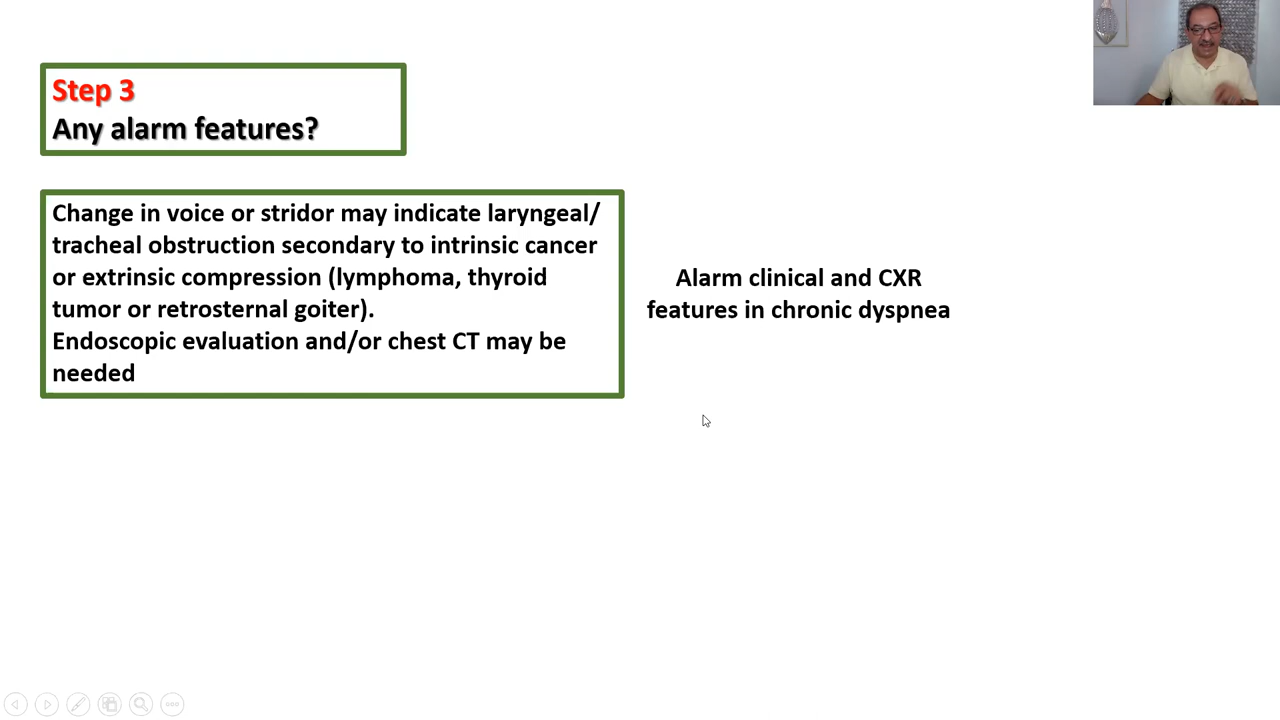 Step 3
Any alarm features?
Change in voice or stridor may indicate laryngeal/
tracheal obstruction secondary to intrinsic cancer
or extrinsic compression (lymphoma, thyroid
tumor or retrosternal goiter).
Endoscopic evaluation and/or chest CT may be
needed
Alarm clinical and CXR
features in chronic dyspnea